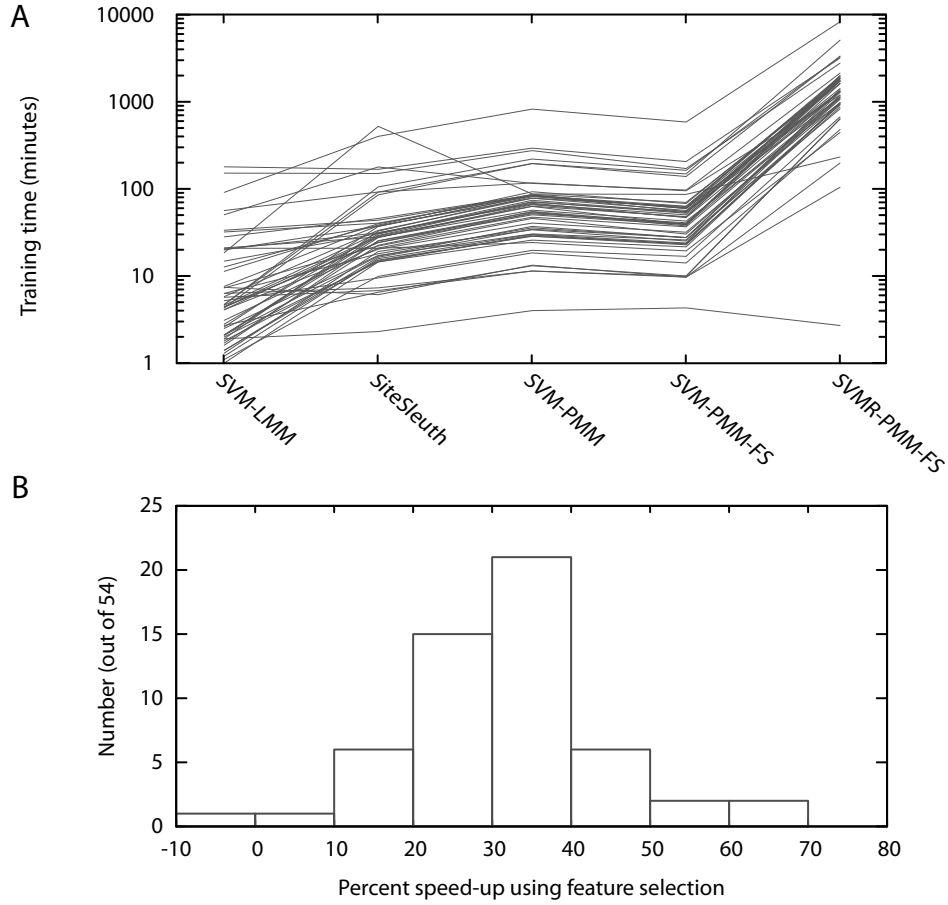 A
10000
1000
100
10
1
Training time (minutes)
SVM-LMM
SiteSleuth
SVM-PMM
SVM-PMM-FS
SVMR-PMM-FS
B
25
20
15
10
5
0
Number (out of 54)
-10 0 10 20 30 40 50 60 70 80
Percent speed-up using feature selection